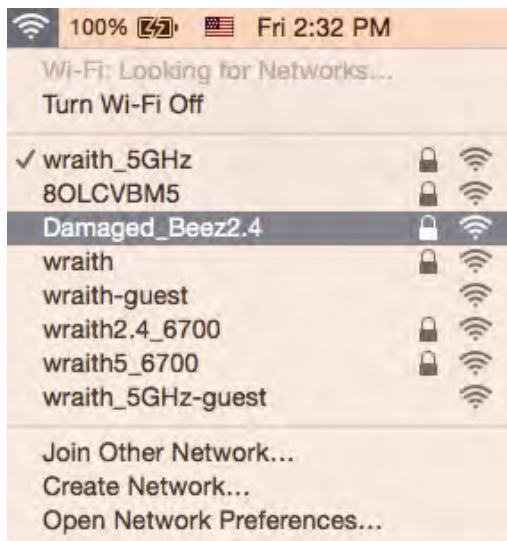 100% Fri 2:32 PM
Wi-Fi: Looking for Networks...
Turn Wi-Fi Off
wraith_5GHz
8OLCVBM5
Damaged_Beez2.4
wraith
wraith-guest
wraith2.4_6700
wraith5_6700
wraith_5GHz-guest
Join Other Network...
Create Network...
Open Network Preferences...